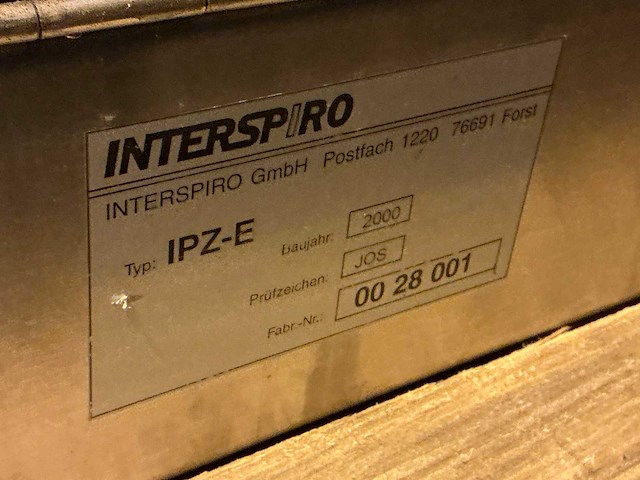 INTERSPIRO
INTERSPIRO GmbH Postfach 1220 76691 Forst
Typ: IPZ-E
Baujahr: 2000
Prüfzeichen: JOS
Fabr.-Nr.: 00 28 001